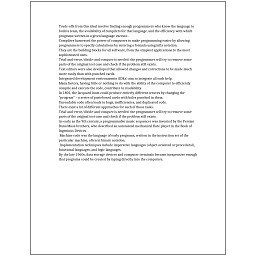 Trade-offs from this ideal involve finding enough programmers who know the language to
build a team, the availability of compilers for that language, and the efficiency with which
programs written in a given language execute.
Compilers harnessed the power of computers to make programming easier by allowing
programmers to specify calculations by entering a formula using infix notation.
They are the building blocks for all software, from the simplest applications to the most
sophisticated ones.
Trial-and-error/divide-and-conquer is needed: the programmer will try to remove some
parts of the original test case and check if the problem still exists.
Text editors were also developed that allowed changes and corrections to be made much
more easily than with punched cards.
Integrated development environments (IDEs) aim to integrate all such help.
Many factors, having little or nothing to do with the ability of the computer to efficiently
compile and execute the code, contribute to readability.
In 1801, the Jacquard loom could produce entirely different weaves by changing the
"program" – a series of pasteboard cards with holes punched in them.
Unreadable code often leads to bugs, inefficiencies, and duplicated code.
There exist a lot of different approaches for each of those tasks.
Trial-and-error/divide-and-conquer is needed: the programmer will try to remove some
parts of the original test case and check if the problem still exists.
As early as the 9th century, a programmable music sequencer was invented by the Persian
Banu Musa brothers, who described an automated mechanical flute player in the Book of
Ingenious Devices.
Machine code was the language of early programs, written in the instruction set of the
particular machine, often in binary notation.
Implementation techniques include imperative languages (object-oriented or procedural),
functional languages, and logic languages.
By the late 1960s, data storage devices and computer terminals became inexpensive enough
that programs could be created by typing directly into the computers.